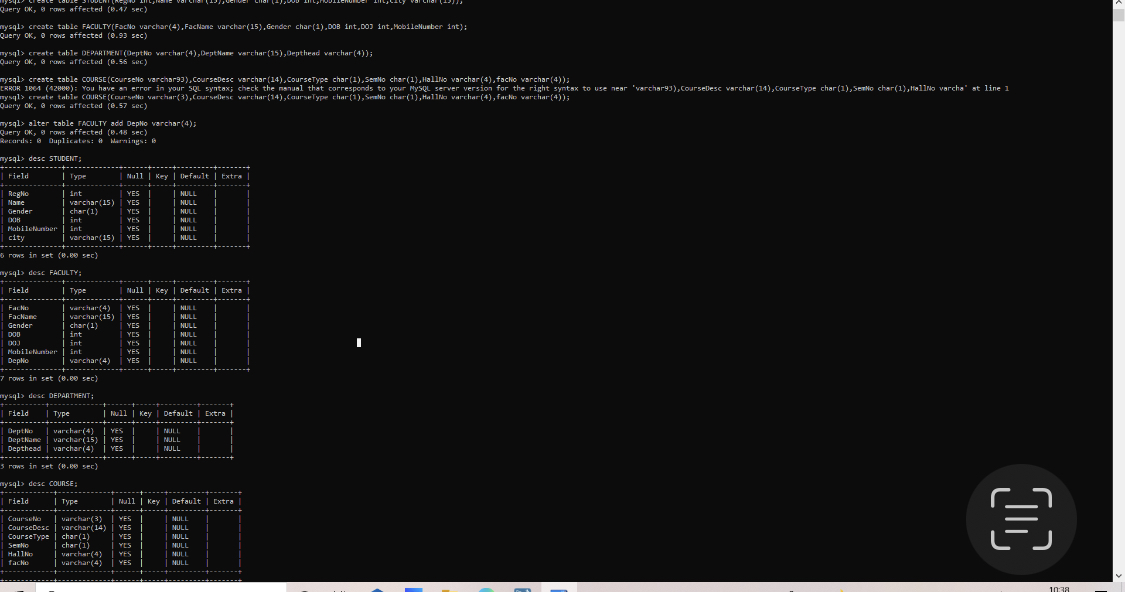 mysql> create table STUDENT(RegNo int,Name varchar(15),Gender char(1),DOB int,MobileNumber int,city varchar(15));
Query OK, 0 rows affected (0.47 sec)
mysql> create table FACULTY(FacNo varchar(4),FacName varchar(15),Gender char(1),DOB int,DOJ int,MobileNumber int);
Query OK, 0 rows affected (0.93 sec)
mysql> create table DEPARTMENT(DeptNo varchar(4),DeptName varchar(15),Depthead varchar(4));
Query OK, 0 rows affected (0.56 sec)
mysql> create table COURSE(CourseNo varchar93),CourseDesc varchar(14),CourseType char(1),SemNo char(1),HallNo varchar(4),facNo varchar(4));
ERROR 1064 (42000): You have an error in your SQL syntax; check the manual that corresponds to your MySQL server version for the right syntax to use near 'varchar93),CourseDesc varchar(14),CourseType char(1),SemNo char(1),HallNo varcha' at line 1
mysql> create table COURSE(CourseNo varchar(3),CourseDesc varchar(14),CourseType char(1),SemNo char(1),HallNo varchar(4),facNo varchar(4));
Query OK, 0 rows affected (0.57 sec)
mysql> alter table FACULTY add DepNo varchar(4);
Query OK, 0 rows affected (0.48 sec)
Records: 0  Duplicates: 0  Warnings: 0
mysql> desc STUDENT;
| Field | Type | Null | Key | Default | Extra |
| RegNo | int | YES | | NULL | |
| Name | varchar(15) | YES | | NULL | |
| Gender | char(1) | YES | | NULL | |
| DOB | int | YES | | NULL | |
| MobileNumber | int | YES | | NULL | |
| city | varchar(15) | YES | | NULL | |
6 rows in set (0.00 sec)
mysql> desc FACULTY;
| Field | Type | Null | Key | Default | Extra |
| FacNo | varchar(4) | YES | | NULL | |
| FacName | varchar(15) | YES | | NULL | |
| Gender | char(1) | YES | | NULL | |
| DOB | int | YES | | NULL | |
| DOJ | int | YES | | NULL | |
| MobileNumber | int | YES | | NULL | |
| DepNo | varchar(4) | YES | | NULL | |
7 rows in set (0.00 sec)
mysql> desc DEPARTMENT;
| Field | Type | Null | Key | Default | Extra |
| DeptNo | varchar(4) | YES | | NULL | |
| DeptName | varchar(15) | YES | | NULL | |
| Depthead | varchar(4) | YES | | NULL | |
3 rows in set (0.00 sec)
mysql> desc COURSE;
| Field | Type | Null | Key | Default | Extra |
| CourseNo | varchar(3) | YES | | NULL | |
| CourseDesc | varchar(14) | YES | | NULL | |
| CourseType | char(1) | YES | | NULL | |
| SemNo | char(1) | YES | | NULL | |
| HallNo | varchar(4) | YES | | NULL | |
| facNo | varchar(4) | YES | | NULL | |
10:38